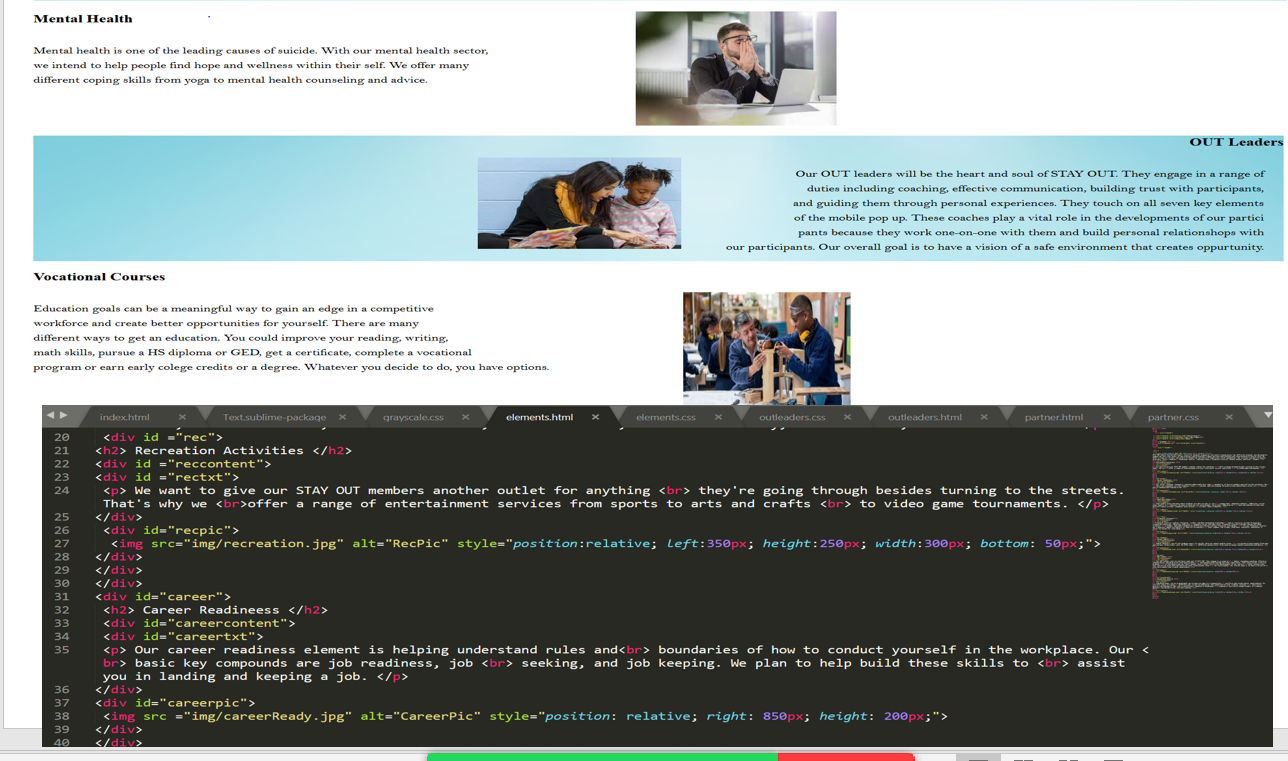 Mental Health
Mental health is one of the leading causes of suicide. With our mental health sector,
we intend to help people find hope and wellness within their self. We offer many
different coping skills from yoga to mental health counseling and advice.
OUT Leaders
Our OUT leaders will be the heart and soul of STAY OUT. They engage in a range of
duties including coaching, effective communication, building trust with participants,
and guiding them through personal experiences. They touch on all seven key elements
of the mobile pop up. These coaches play a vital role in the developments of our partici
pants because they work one-on-one with them and build personal relationships with
our participants. Our overall goal is to have a vision of a safe environment that creates oppurtunity.
Vocational Courses
Education goals can be a meaningful way to gain an edge in a competitive
workforce and create better opportunities for yourself. There are many
different ways to get an education. You could improve your reading, writing,
math skills, pursue a HS diploma or GED, get a certificate, complete a vocational
program or earn early colege credits or a degree. Whatever you decide to do, you have options.
index.html × Text.sublime-package × grayscale.css × elements.html × elements.css × outleaders.css × outleaders.html × partner.html × partner.css ×
20 <div id ="rec">
21 <h2> Recreation Activities </h2>
22 <div id ="reccontent">
23 <div id ="rectxt">
24 <p> We want to give our STAY OUT members another outlet for anything <br> they're going through besides turning to the streets.
That's why we <br>offer a range of entertainment services from sports to arts and crafts <br> to video game tournaments. </p>
25 </div>
26 <div id="recpic">
27 <img src="img/recreation.jpg" alt="RecPic" style="position:relative; left:350px; height:250px; width:300px; bottom: 50px;">
28 </div>
29 </div>
30 </div>
31 <div id="career">
32 <h2> Career Readineess </h2>
33 <div id="careercontent">
34 <div id="careertxt">
35 <p> Our career readiness element is helping understand rules and<br> boundaries of how to conduct yourself in the workplace. Our <
br> basic key compounds are job readiness, job <br> seeking, and job keeping. We plan to help build these skills to <br> assist
you in landing and keeping a job. </p>
36 </div>
37 <div id="careerpic">
38 <img src ="img/careerReady.jpg" alt="CareerPic" style="position: relative; right: 850px; height: 200px;">
39 </div>
40 </div>